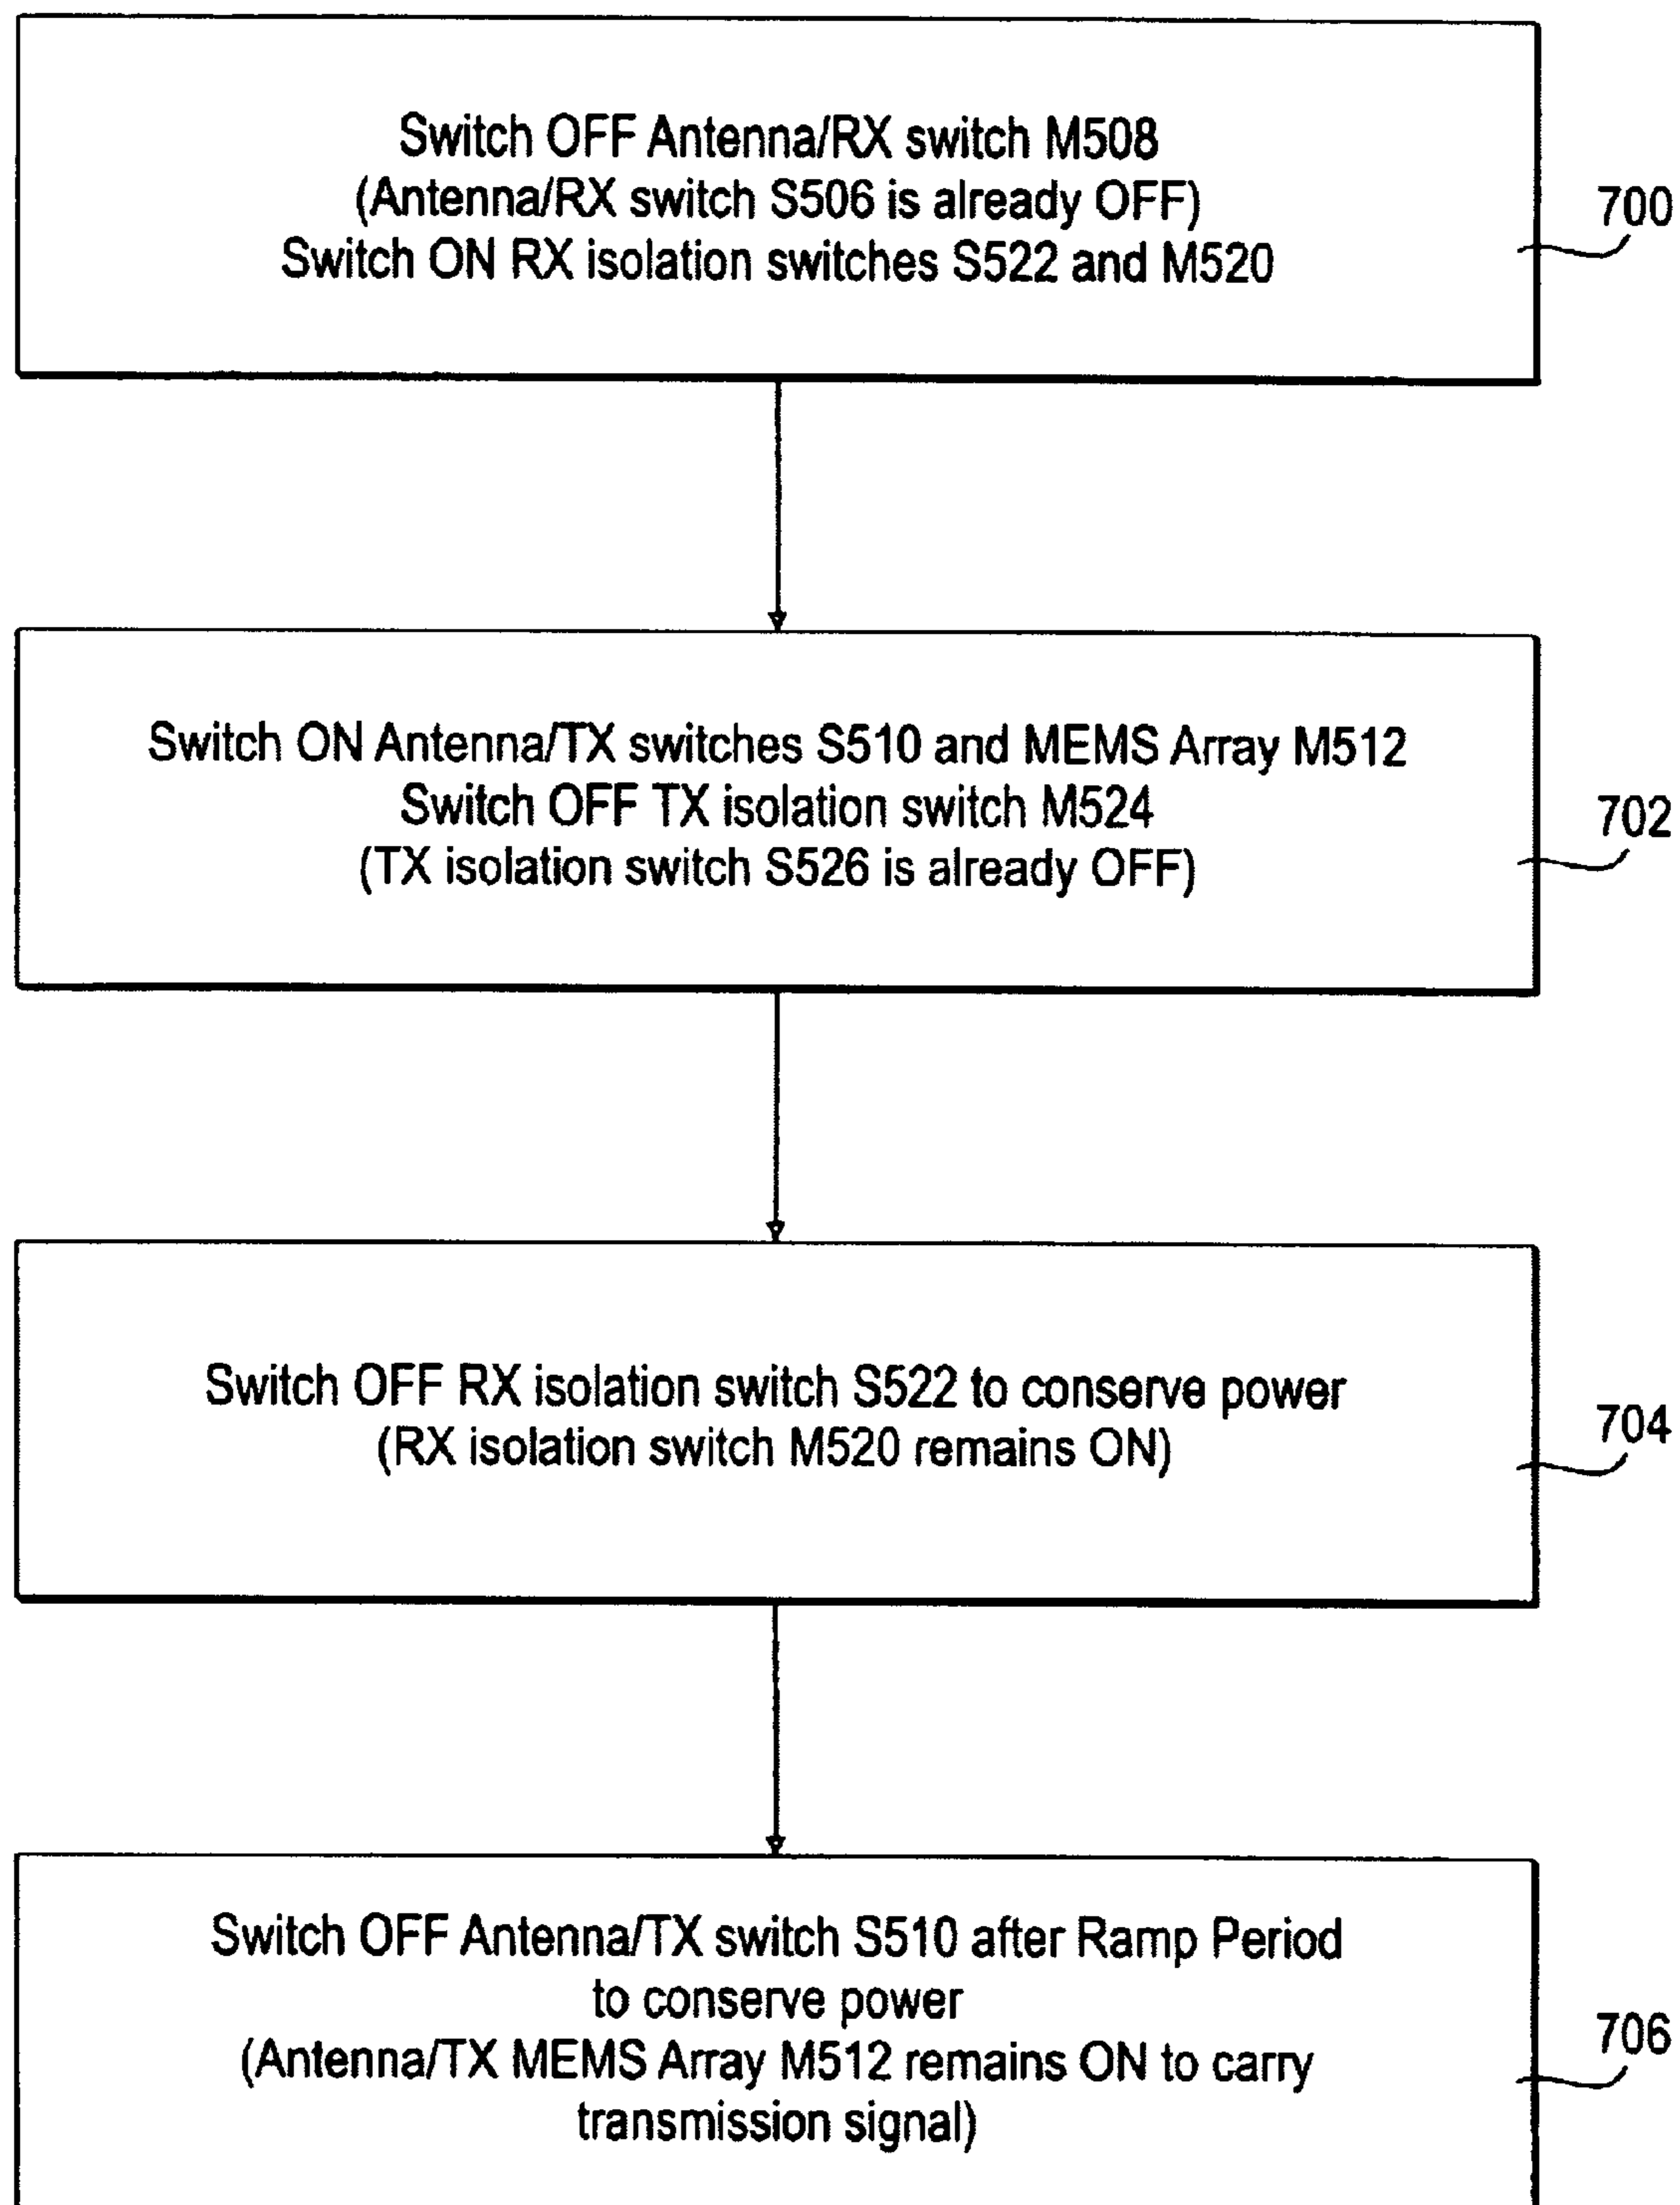 Switch OFF Antenna/RX switch M508
(Antenna/RX switch S506 is already OFF)
Switch ON RX isolation switches S522 and M520
700
Switch ON Antenna/TX switches S510 and MEMS Array M512
Switch OFF TX isolation switch M524
(TX isolation switch S526 is already OFF)
702
Switch OFF RX isolation switch S522 to conserve power
(RX isolation switch M520 remains ON)
704
Switch OFF Antenna/TX switch S510 after Ramp Period
to conserve power
(Antenna/TX MEMS Array M512 remains ON to carry
transmission signal)
706